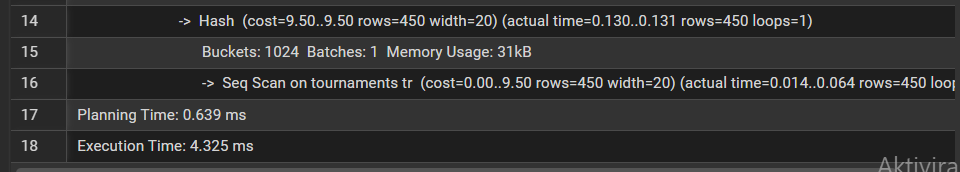 14 -> Hash (cost=9.50..9.50 rows=450 width=20) (actual time=0.130..0.131 rows=450 loops=1)
15 Buckets: 1024 Batches: 1 Memory Usage: 31kB
16 -> Seq Scan on tournaments tr (cost=0.00..9.50 rows=450 width=20) (actual time=0.014..0.064 rows=450 loop
17 Planning Time: 0.639 ms
18 Execution Time: 4.325 ms
Aktivira